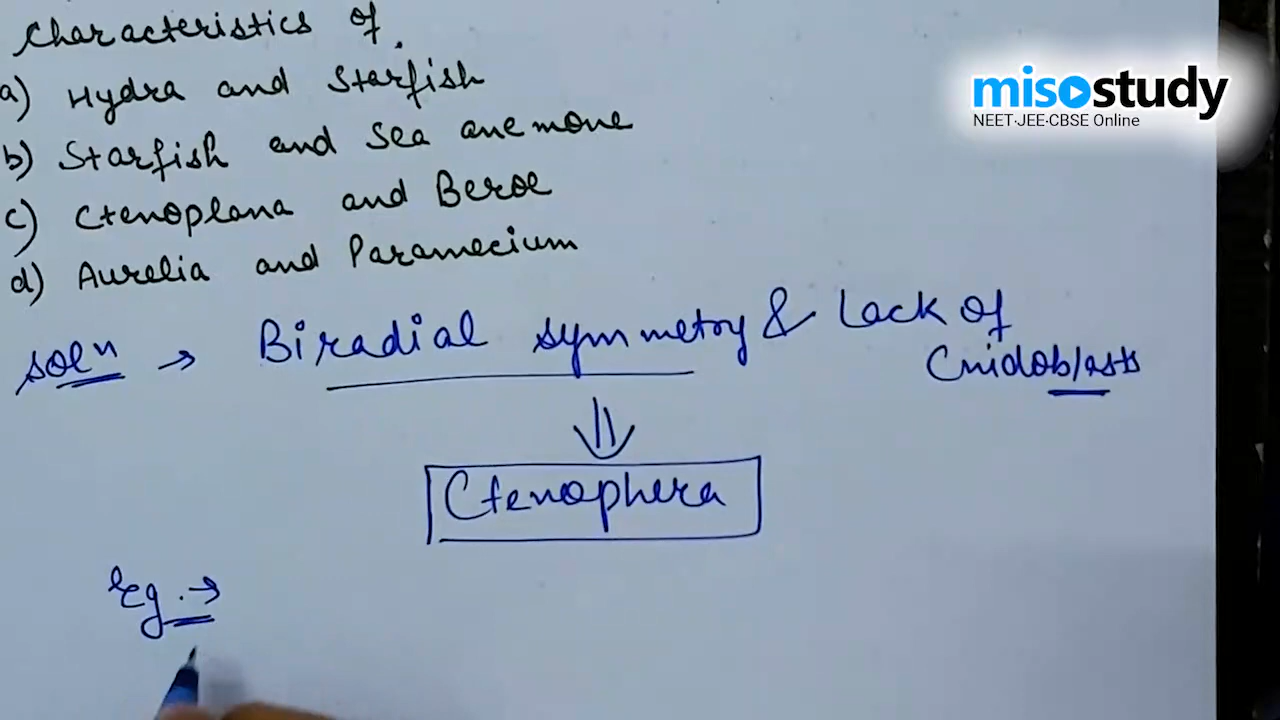 Characteristics of
a) Hydra and Starfish
b) Starfish and Sea anemone
c) Ctenoplana and Beroe
d) Aurelia and Paramecium
soln → Biradial symmetry & Lack of
Cnidoblasts
Ctenophera
Eg. →
misostudy
NEET-JEE-CBSE Online